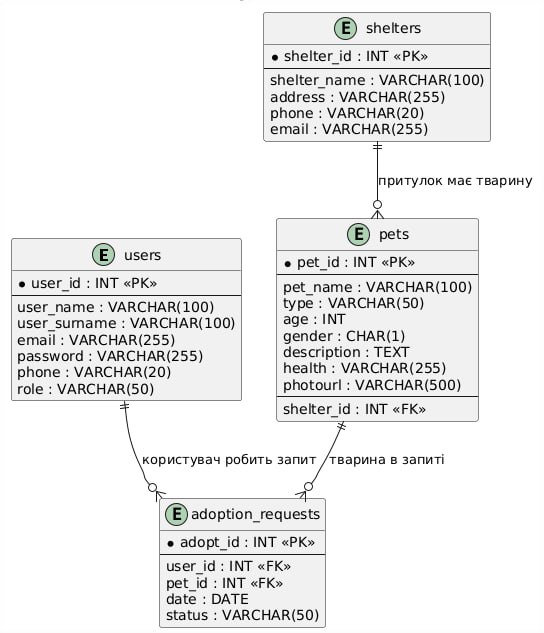 E shelters
* shelter_id : INT «PK»
shelter_name : VARCHAR(100)
address : VARCHAR(255)
phone : VARCHAR(20)
email : VARCHAR(255)
притулок має тварину
E pets
* pet_id : INT «PK»
pet_name : VARCHAR(100)
type : VARCHAR(50)
age : INT
gender : CHAR(1)
description : TEXT
health : VARCHAR(255)
photourl : VARCHAR(500)
shelter_id : INT «FK»
E users
* user_id : INT «PK»
user_name : VARCHAR(100)
user_surname : VARCHAR(100)
email : VARCHAR(255)
password : VARCHAR(255)
phone : VARCHAR(20)
role : VARCHAR(50)
користувач робить запит
тварина в запиті
E adoption_requests
* adopt_id : INT «PK»
user_id : INT «FK»
pet_id : INT «FK»
date : DATE
status : VARCHAR(50)